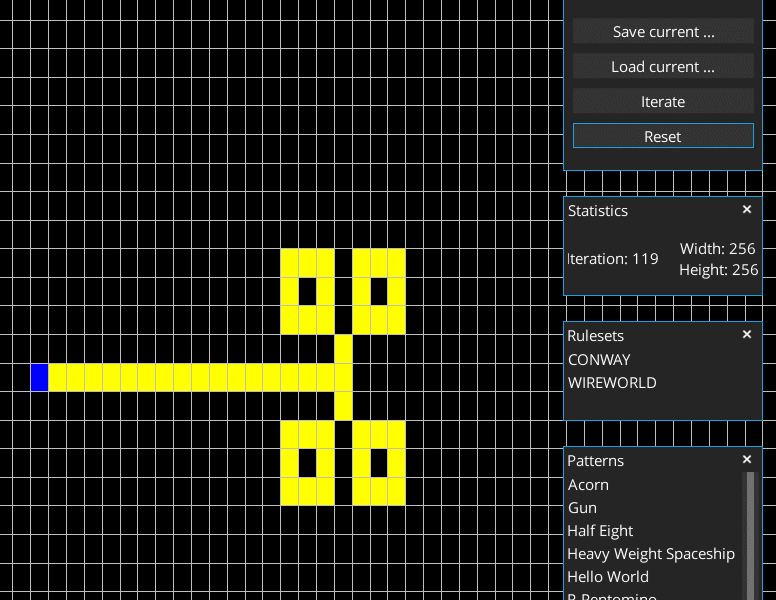 Save current ...
Load current ...
Iterate
Reset
Statistics ×
Iteration: 119
Width: 256
Height: 256
Rulesets ×
CONWAY
WIREWORLD
Patterns ×
Acorn
Gun
Half Eight
Heavy Weight Spaceship
Hello World
R Pentomino